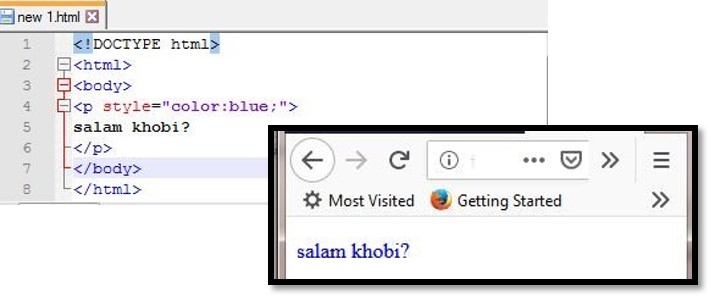 new 1.html
1 <!DOCTYPE html>
2 <html>
3 <body>
4 <p style="color:blue;">
5 salam khobi?
6 </p>
7 </body>
8 </html>
Most Visited Getting Started
salam khobi?